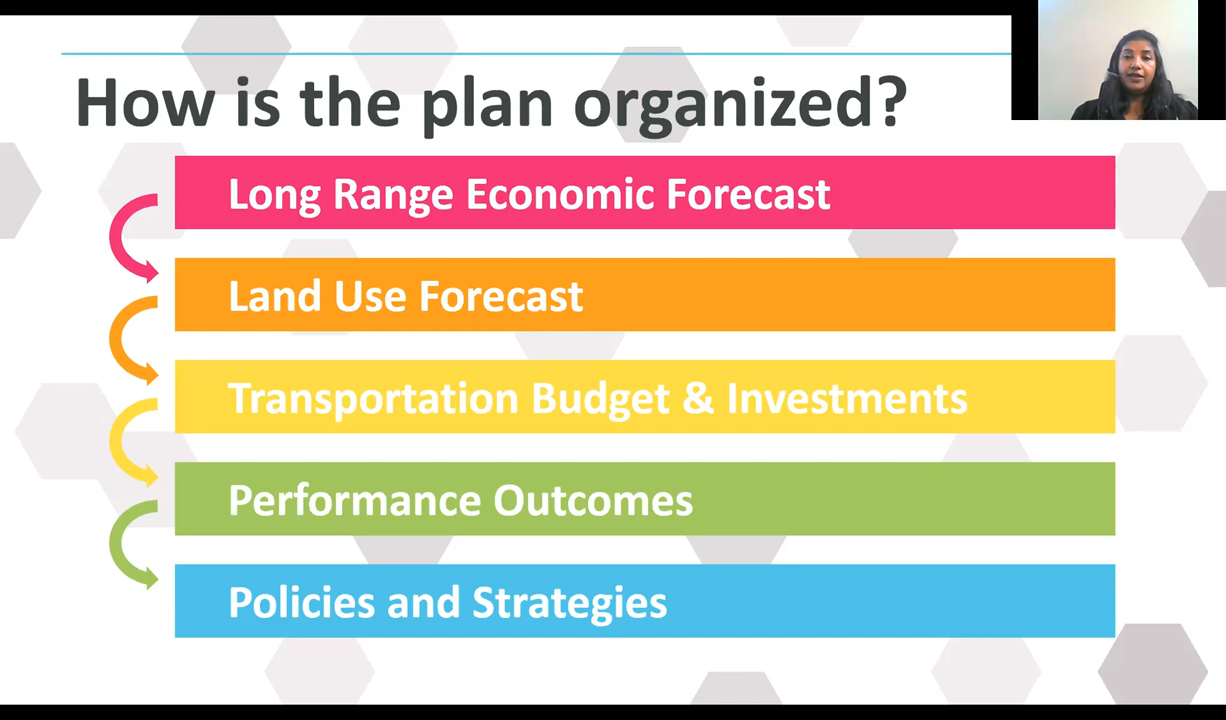 How is the plan organized?
Long Range Economic Forecast
Land Use Forecast
Transportation Budget & Investments
Performance Outcomes
Policies and Strategies